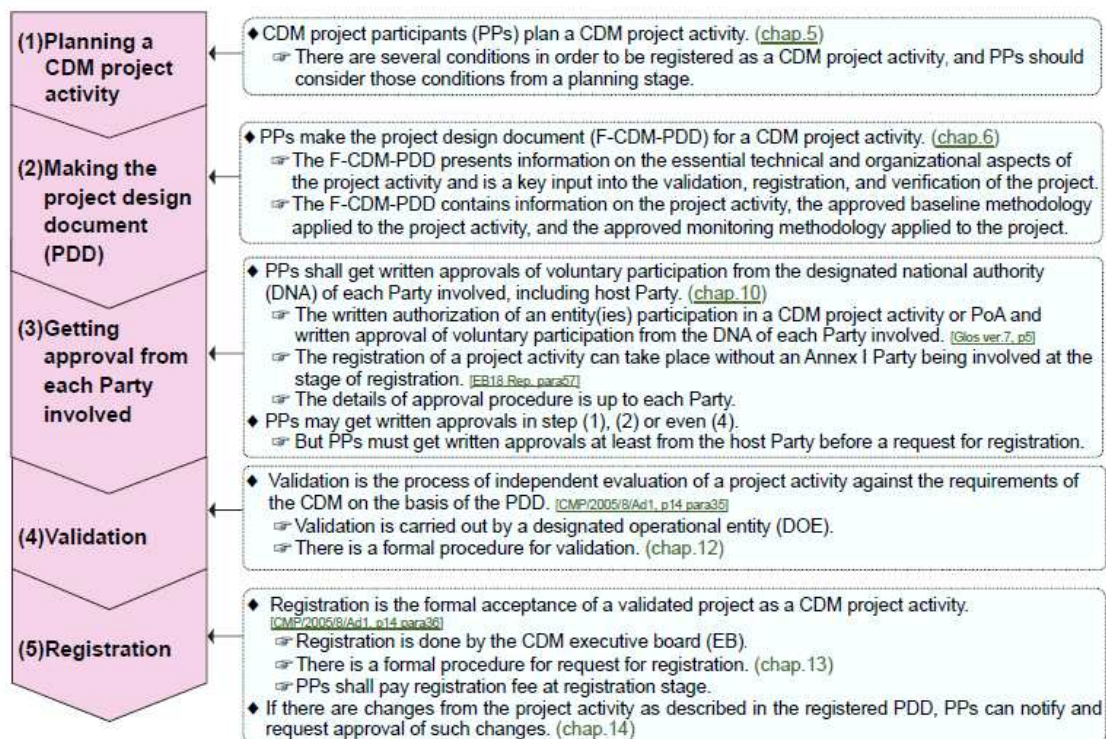 (1)Planning a
CDM project
activity
♦ CDM project participants (PPs) plan a CDM project activity. (chap.5)
☞ There are several conditions in order to be registered as a CDM project activity, and PPs should
consider those conditions from a planning stage.
(2)Making the
project design
document
(PDD)
♦ PPs make the project design document (F-CDM-PDD) for a CDM project activity. (chap.6)
☞ The F-CDM-PDD presents information on the essential technical and organizational aspects of
the project activity and is a key input into the validation, registration, and verification of the project.
☞ The F-CDM-PDD contains information on the project activity, the approved baseline methodology
applied to the project activity, and the approved monitoring methodology applied to the project.
(3)Getting
approval from
each Party
involved
♦ PPs shall get written approvals of voluntary participation from the designated national authority
(DNA) of each Party involved, including host Party. (chap.10)
☞ The written authorization of an entity(ies) participation in a CDM project activity or PoA and
written approval of voluntary participation from the DNA of each Party involved. [Glos ver.7, p5]
☞ The registration of a project activity can take place without an Annex I Party being involved at the
stage of registration. [EB18 Rep, para57]
☞ The details of approval procedure is up to each Party.
♦ PPs may get written approvals in step (1), (2) or even (4).
☞ But PPs must get written approvals at least from the host Party before a request for registration.
(4)Validation
♦ Validation is the process of independent evaluation of a project activity against the requirements
of the CDM on the basis of the PDD. [CMP/2005/8/Ad1, p14 para35]
☞ Validation is carried out by a designated operational entity (DOE).
☞ There is a formal procedure for validation. (chap.12)
(5)Registration
♦ Registration is the formal acceptance of a validated project as a CDM project activity.
[CMP/2005/8/Ad1, p14 para36]
☞ Registration is done by the CDM executive board (EB).
☞ There is a formal procedure for request for registration. (chap.13)
☞ PPs shall pay registration fee at registration stage.
♦ If there are changes from the project activity as described in the registered PDD, PPs can notify and
request approval of such changes. (chap.14)